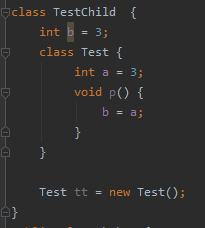 class TestChild {
int b = 3;
class Test {
int a = 3;
void p() {
b = a;
}
}
Test tt = new Test();
}